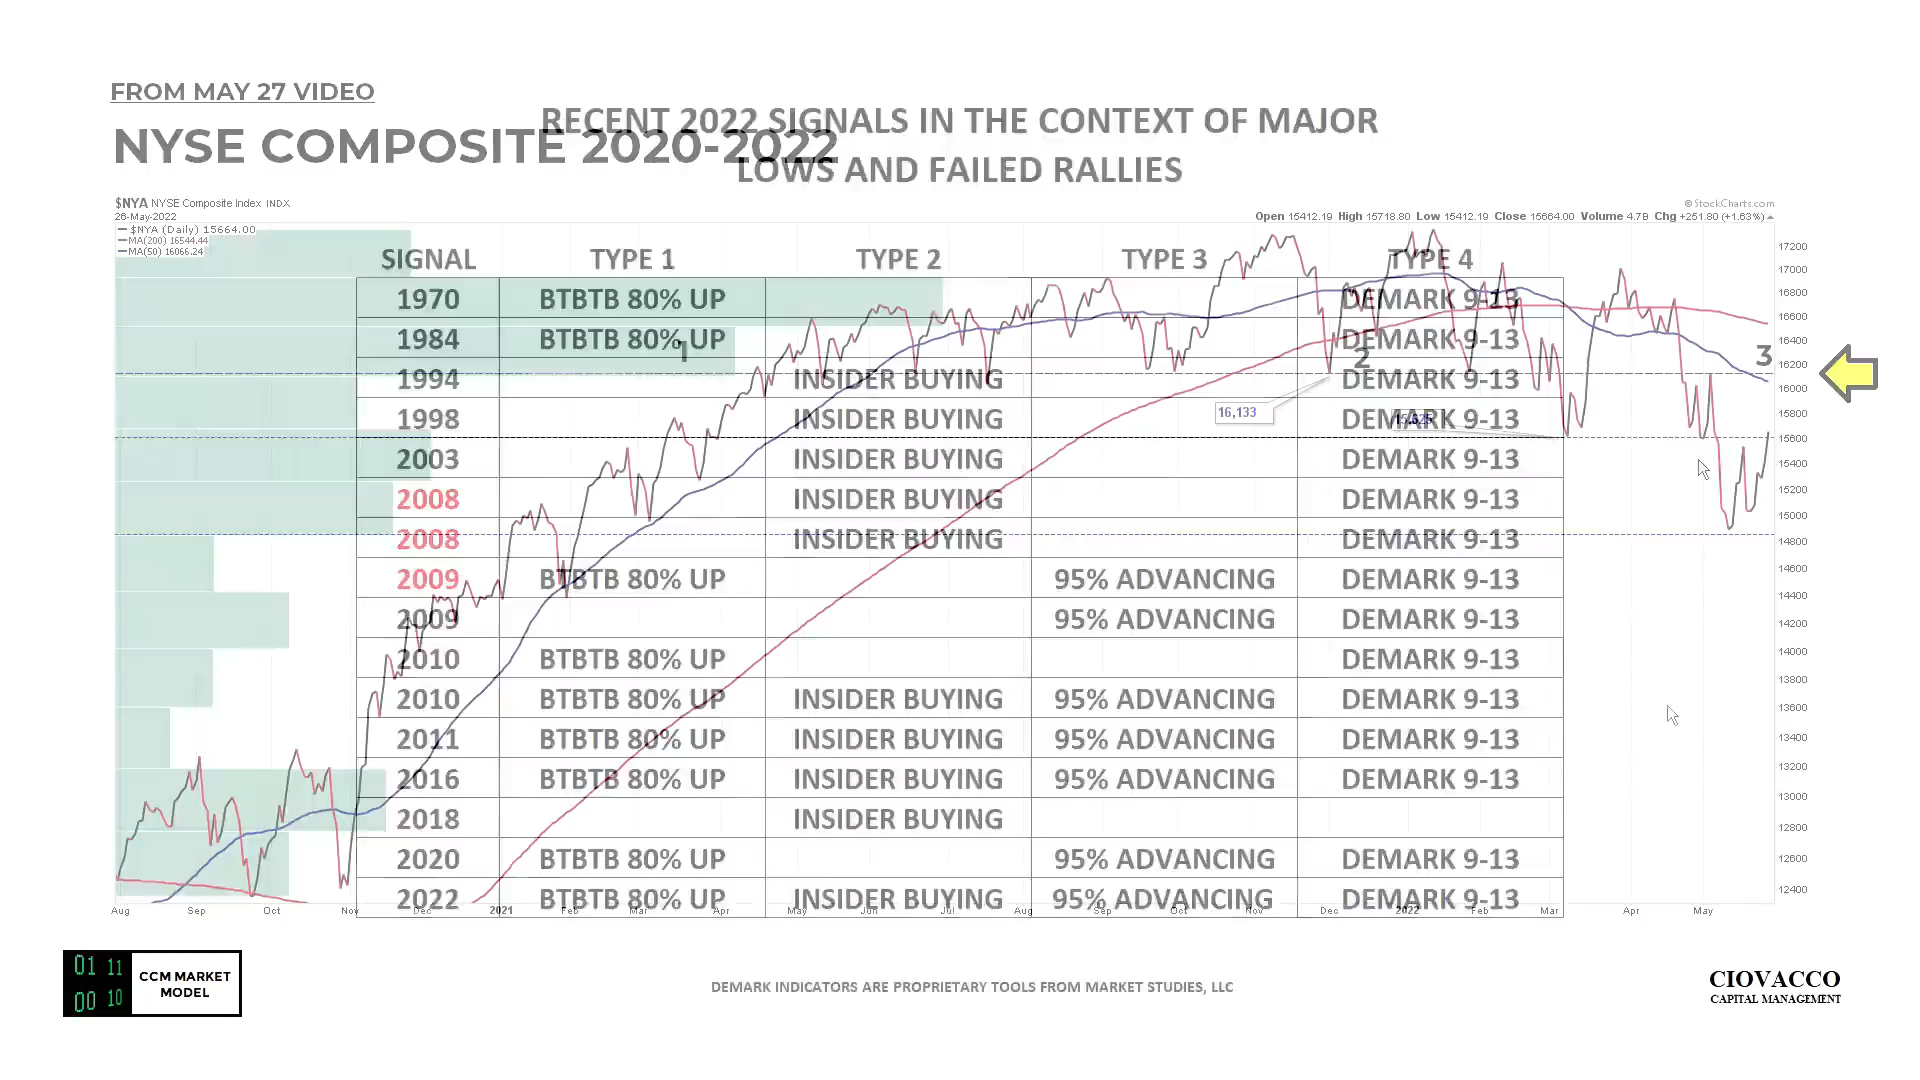 FROM MAY 27 VIDEO
NYSE COMPOSITE 2020-2022
RECENT 2022 SIGNALS IN THE CONTEXT OF MAJOR
LOWS AND FAILED RALLIES
$NYA NYSE Composite Index INDX
© StockCharts.com
26-May-2022
Open 15412.19 High 15718.80 Low 15412.19 Close 15664.00 Volume 4.7B Chg +251.80 (+1.63%)
$NYA (Daily) 15664.00
MA(200) 16544.44
MA(50) 16066.24
SIGNAL TYPE 1 TYPE 2 TYPE 3 TYPE 4
1970 BTBTB 80% UP DEMARK 9-13
1984 BTBTB 80% UP DEMARK 9-13
1994 INSIDER BUYING DEMARK 9-13
1998 INSIDER BUYING DEMARK 9-13
2003 INSIDER BUYING DEMARK 9-13
2008 INSIDER BUYING DEMARK 9-13
2008 INSIDER BUYING DEMARK 9-13
2009 BTBTB 80% UP 95% ADVANCING DEMARK 9-13
2009 95% ADVANCING DEMARK 9-13
2010 BTBTB 80% UP DEMARK 9-13
2010 BTBTB 80% UP INSIDER BUYING 95% ADVANCING DEMARK 9-13
2011 BTBTB 80% UP INSIDER BUYING 95% ADVANCING DEMARK 9-13
2016 BTBTB 80% UP INSIDER BUYING 95% ADVANCING DEMARK 9-13
2018 INSIDER BUYING
2020 BTBTB 80% UP 95% ADVANCING DEMARK 9-13
2022 BTBTB 80% UP INSIDER BUYING 95% ADVANCING DEMARK 9-13
1
2
3
16,133
17200
17000
16800
16600
16400
16200
16000
15800
15600
15400
15200
15000
14800
14600
14400
14200
14000
13800
13600
13400
13200
13000
12800
12600
12400
Aug Sep Oct Nov Dec 2021 Feb Mar Apr May Jun Jul Aug Sep Oct Nov Dec 2022 Feb Mar Apr May
01 11
00 10
CCM MARKET
MODEL
DEMARK INDICATORS ARE PROPRIETARY TOOLS FROM MARKET STUDIES, LLC
CIOVACCO
CAPITAL MANAGEMENT